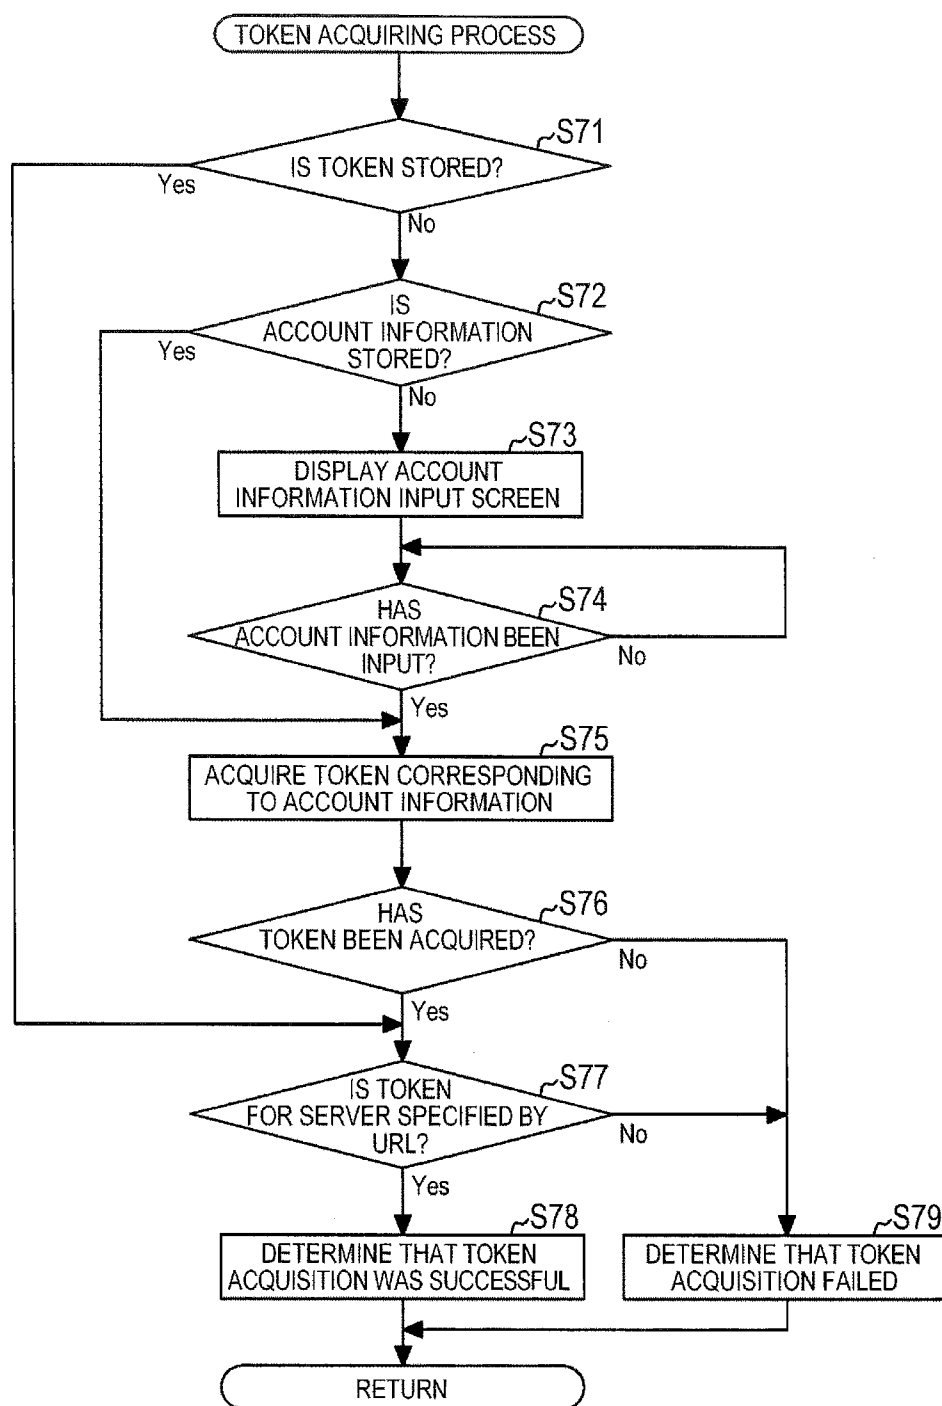 TOKEN ACQUIRING PROCESS
S71
IS TOKEN STORED?
Yes
No
S72
IS
ACCOUNT INFORMATION
STORED?
Yes
No
S73
DISPLAY ACCOUNT
INFORMATION INPUT SCREEN
S74
HAS
ACCOUNT INFORMATION BEEN
INPUT?
No
Yes
S75
ACQUIRE TOKEN CORRESPONDING
TO ACCOUNT INFORMATION
S76
HAS
TOKEN BEEN ACQUIRED?
No
Yes
S77
IS TOKEN
FOR SERVER SPECIFIED BY
URL?
No
Yes
S78
DETERMINE THAT TOKEN
ACQUISITION WAS SUCCESSFUL
S79
DETERMINE THAT TOKEN
ACQUISITION FAILED
RETURN